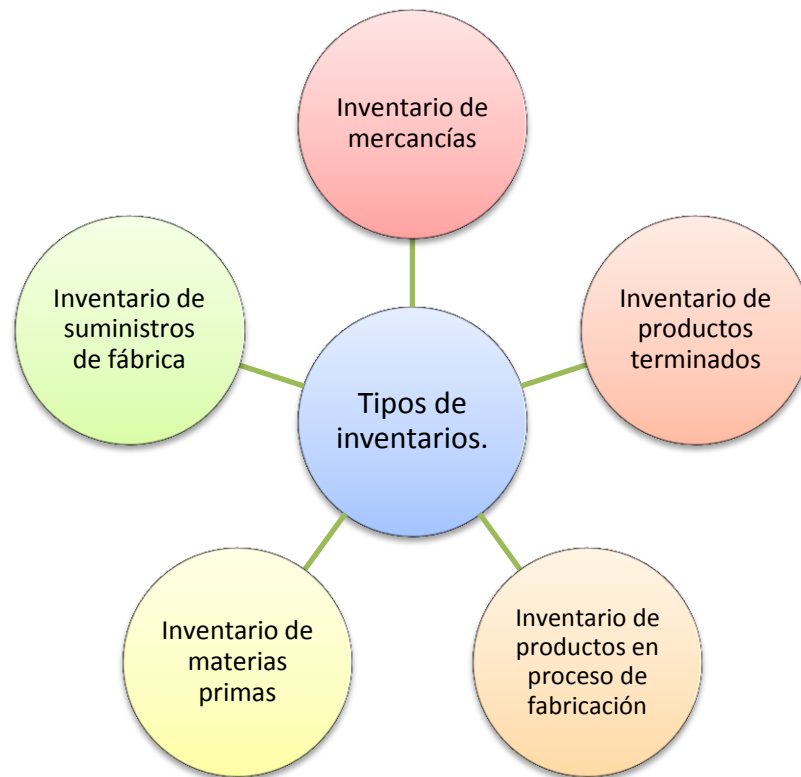 Inventario de
mercancías
Inventario de
suministros
de fábrica
Inventario de
productos
terminados
Tipos de
inventarios.
Inventario de
materias
primas
Inventario de
productos en
proceso de
fabricación